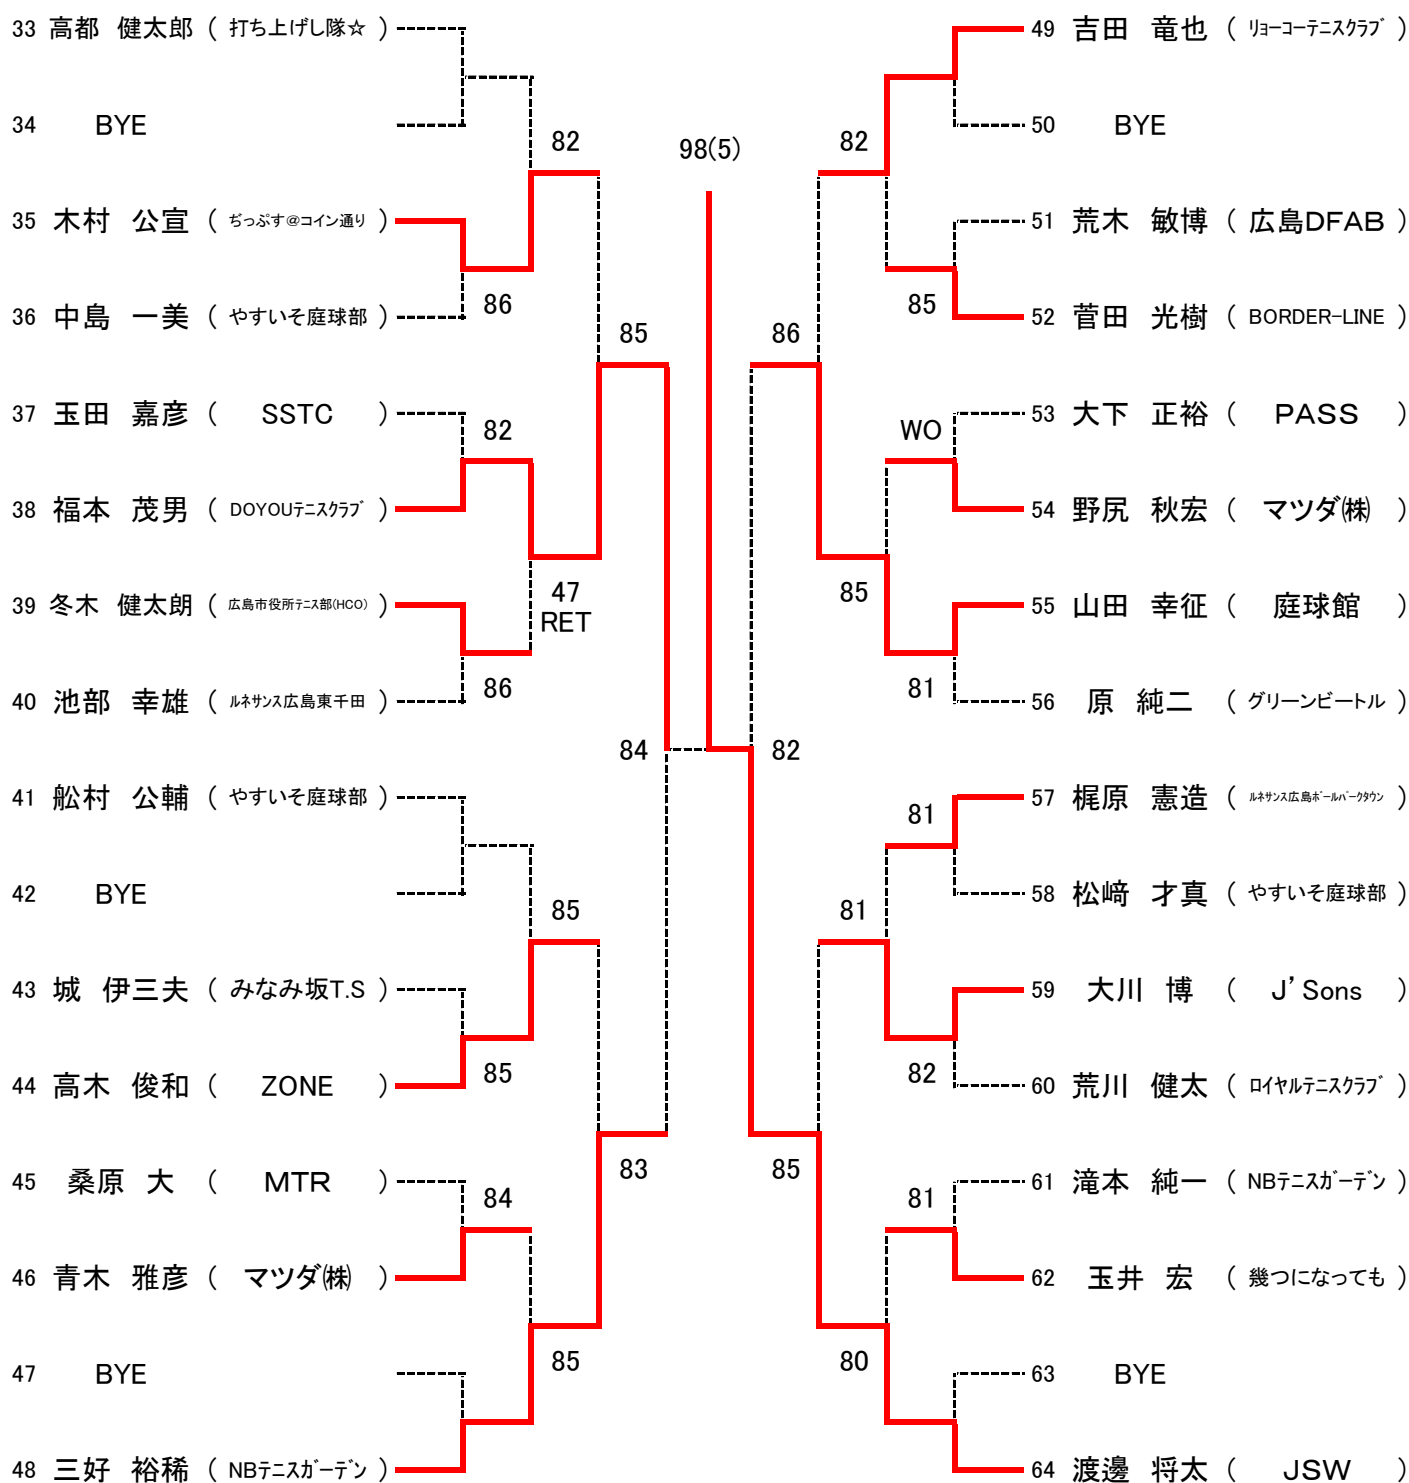 33 高都 健太郎 ( 打ち上げし隊☆ )
34 BYE
82
35 木村 公宣 ( ぢっぷす@コイン通り )
86
36 中島 一美 ( やすいそ庭球部 )
85
37 玉田 嘉彦 ( SSTC )
82
38 福本 茂男 ( DOYOUテニスクラブ )
47
RET
39 冬木 健太朗 ( 広島市役所テニス部(HCO) )
86
40 池部 幸雄 ( ルネサンス広島東千田 )
84
41 舩村 公輔 ( やすいそ庭球部 )
42 BYE
85
43 城 伊三夫 ( みなみ坂T.S )
85
44 高木 俊和 ( ZONE )
83
45 桑原 大 ( MTR )
84
46 青木 雅彦 ( マツダ㈱ )
85
47 BYE
48 三好 裕稀 ( NBテニスガーデン )
98(5)
49 吉田 竜也 ( リョーコーテニスクラブ )
50 BYE
82
51 荒木 敏博 ( 広島DFAB )
85
52 菅田 光樹 ( BORDER-LINE )
86
53 大下 正裕 ( PASS )
WO
54 野尻 秋宏 ( マツダ㈱ )
85
55 山田 幸征 ( 庭球館 )
81
56 原 純二 ( グリーンビートル )
82
57 梶原 憲造 ( ルネサンス広島ボールパークタウン )
81
58 松﨑 才真 ( やすいそ庭球部 )
81
59 大川 博 ( J’Sons )
82
60 荒川 健太 ( ロイヤルテニスクラブ )
85
61 滝本 純一 ( NBテニスガーデン )
81
62 玉井 宏 ( 幾つになっても )
80
63 BYE
64 渡邊 将太 ( JSW )